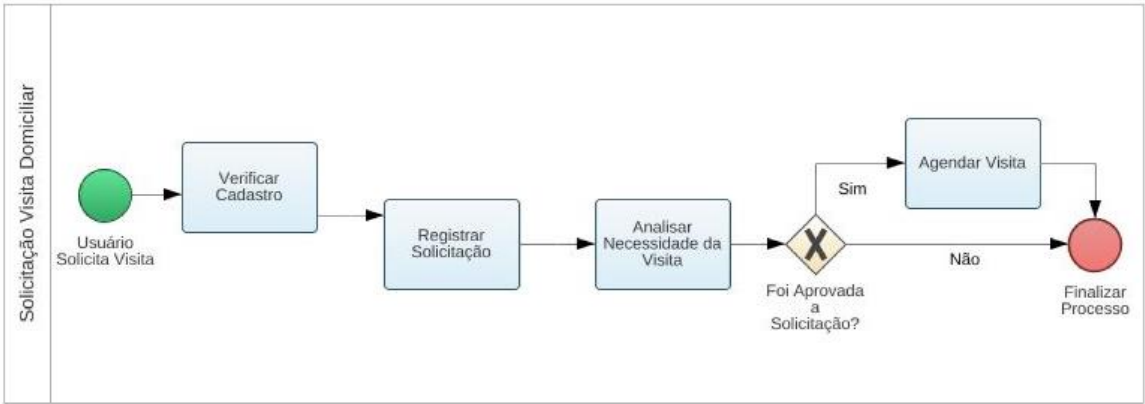 Solicitação Visita Domiciliar
Usuário
Solicita Visita
Verificar
Cadastro
Registrar
Solicitação
Analisar
Necessidade da
Visita
Foi Aprovada
a
Solicitação?
Sim
Agendar Visita
Não
Finalizar
Processo